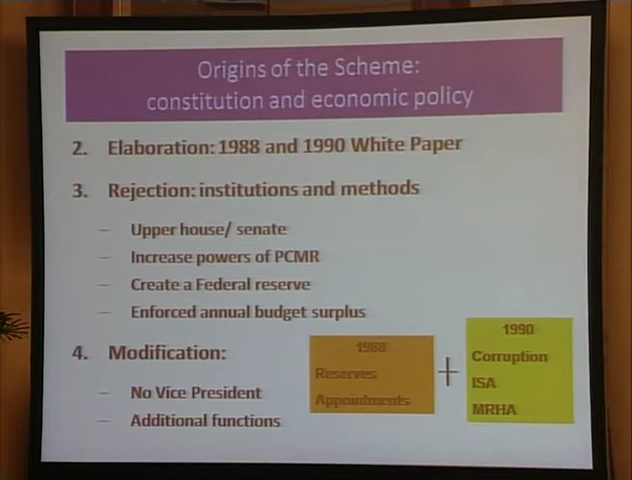 Origins of the Scheme:
constitution and economic policy
2. Elaboration: 1988 and 1990 White Paper
3. Rejection: institutions and methods
– Upper house/ senate
– Increase powers of PCMR
– Create a Federal reserve
– Enforced annual budget surplus
4. Modification:
– No Vice President
– Additional functions
1988
Reserves
Appointments
+
1990
Corruption
ISA
MRHA